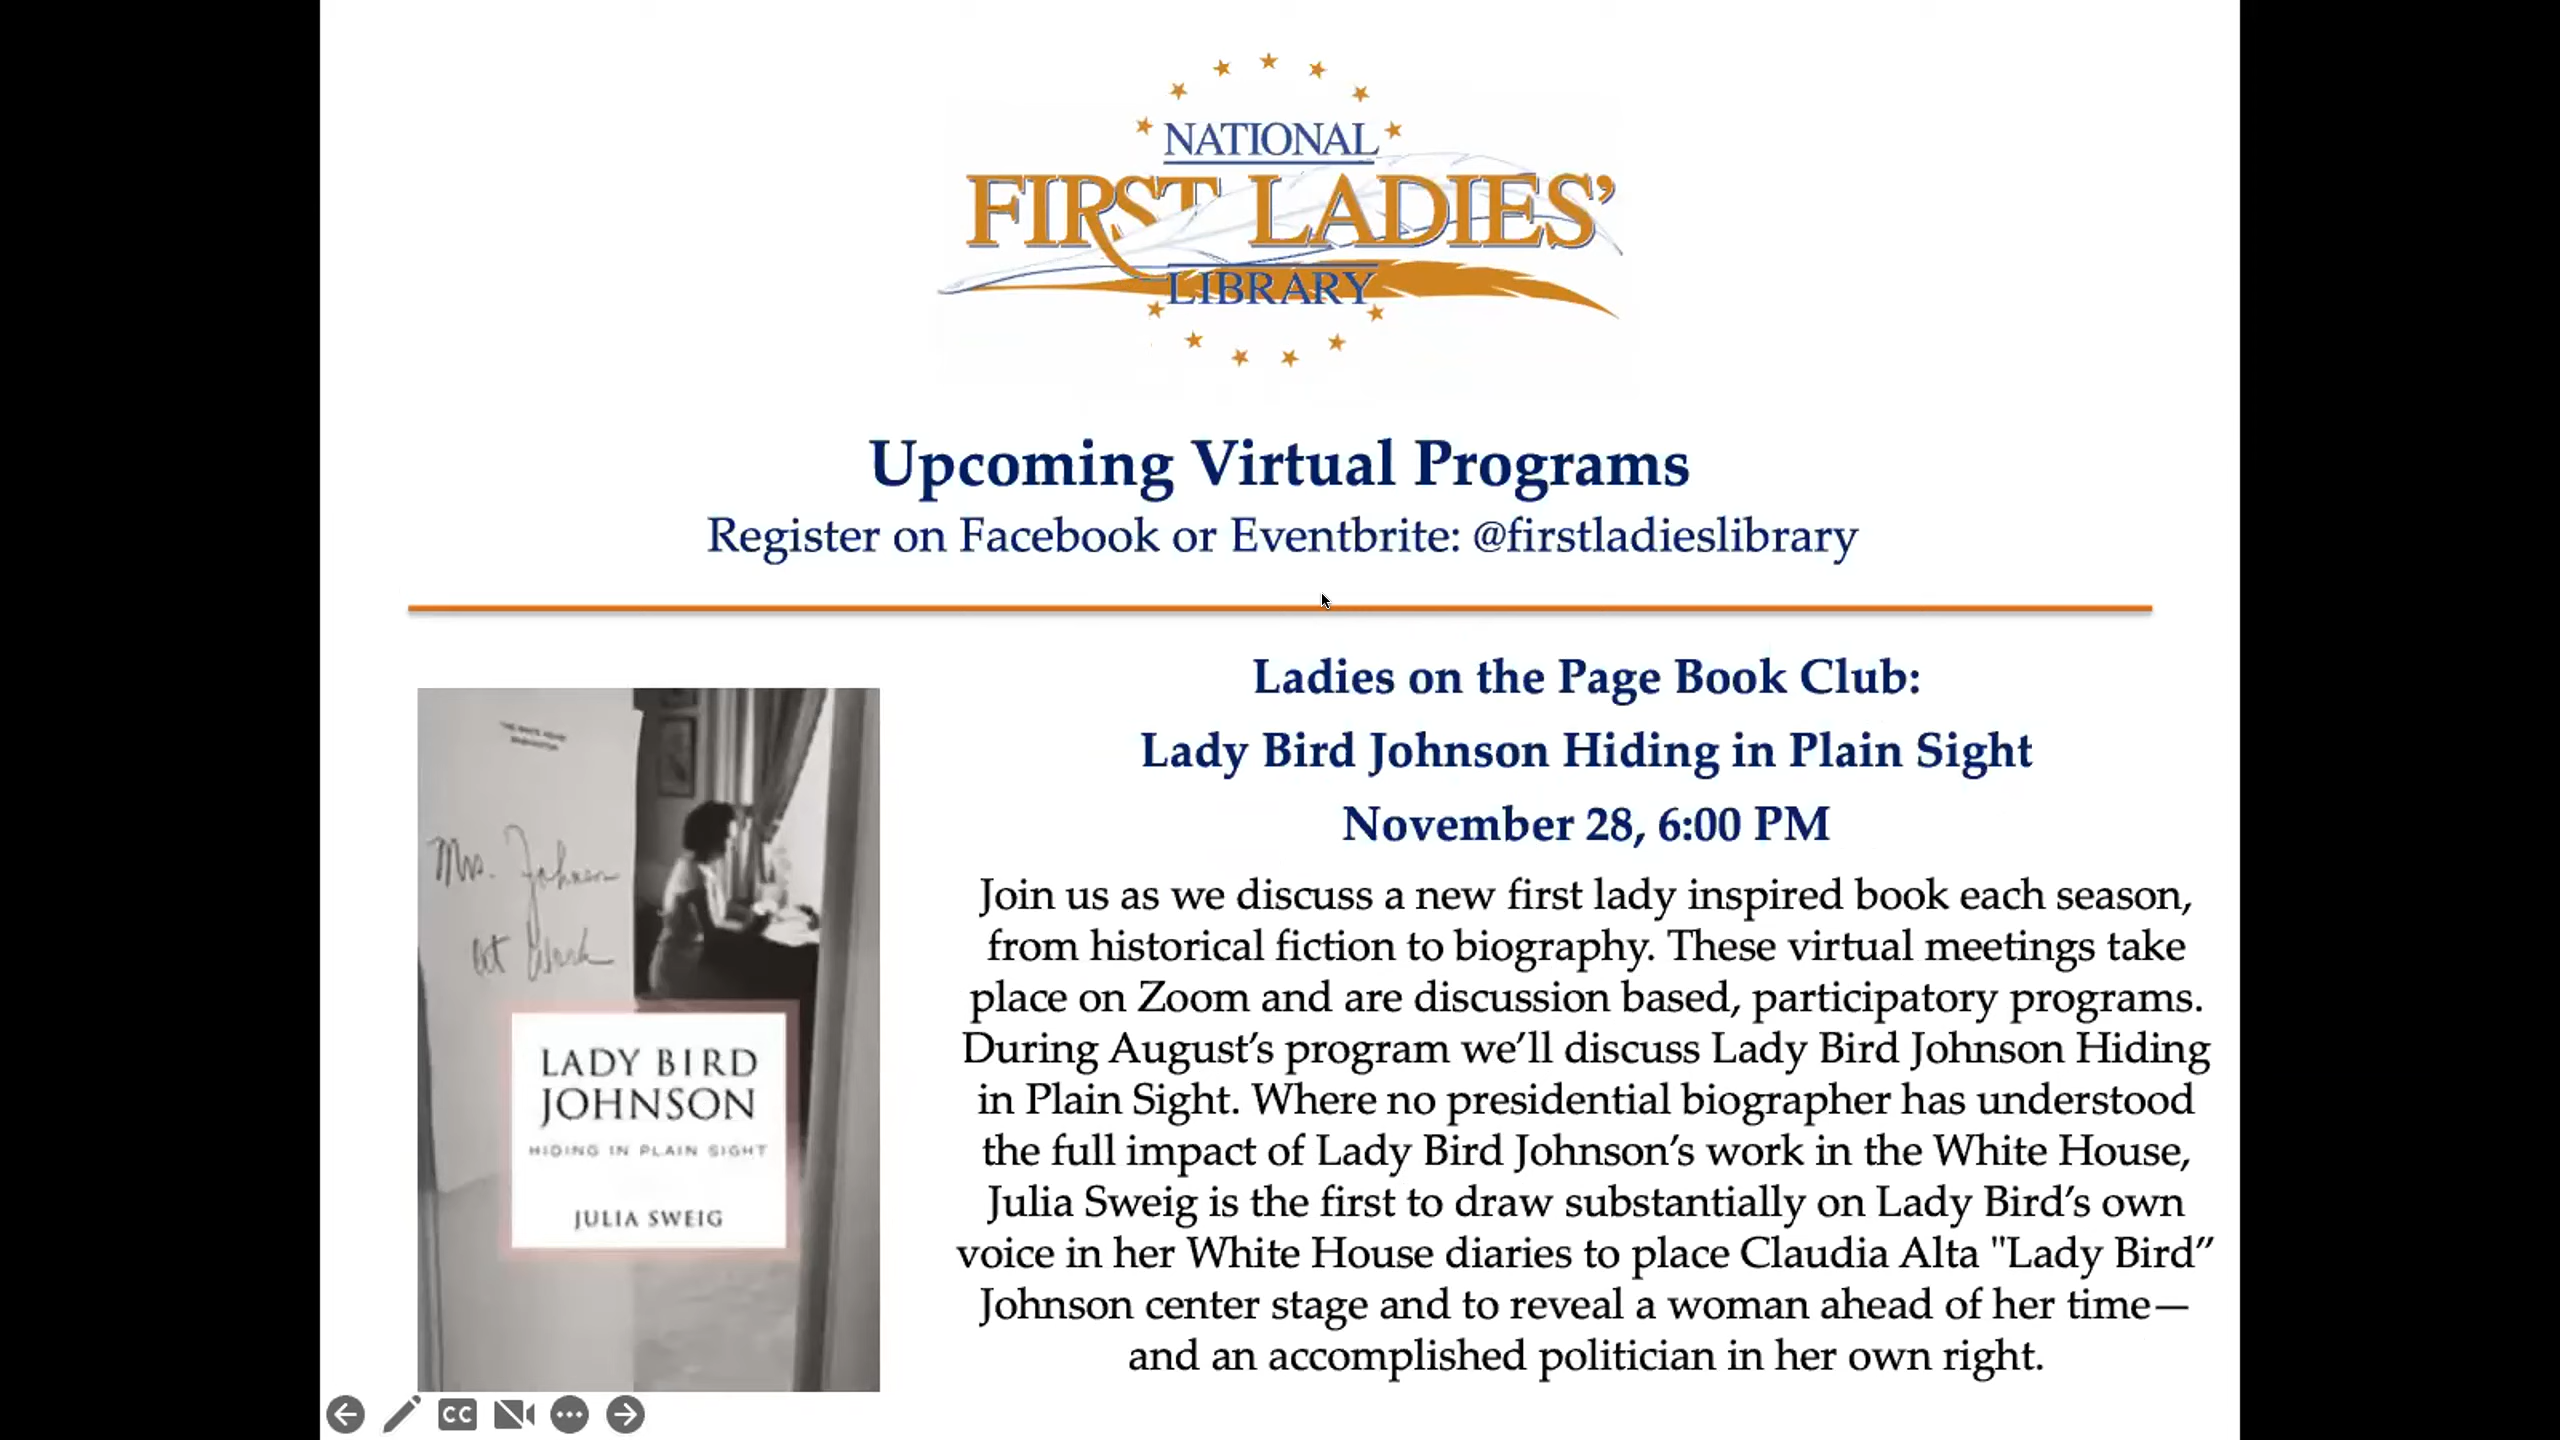 NATIONAL
FIRST LADIES’
LIBRARY
Upcoming Virtual Programs
Register on Facebook or Eventbrite: @firstladieslibrary
Ladies on the Page Book Club:
Lady Bird Johnson Hiding in Plain Sight
November 28, 6:00 PM
Join us as we discuss a new first lady inspired book each season,
from historical fiction to biography. These virtual meetings take
place on Zoom and are discussion based, participatory programs.
During August’s program we’ll discuss Lady Bird Johnson Hiding
in Plain Sight. Where no presidential biographer has understood
the full impact of Lady Bird Johnson’s work in the White House,
Julia Sweig is the first to draw substantially on Lady Bird’s own
voice in her White House diaries to place Claudia Alta "Lady Bird”
Johnson center stage and to reveal a woman ahead of her time—
and an accomplished politician in her own right.
THE WHITE HOUSE
WASHINGTON
Mrs. Johnson
at Work
LADY BIRD
JOHNSON
HIDING IN PLAIN SIGHT
JULIA SWEIG
CC